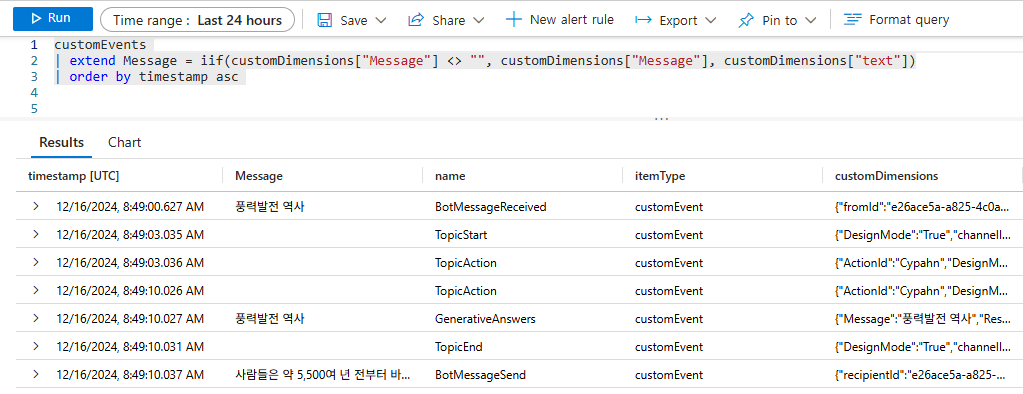 Run Time range : Last 24 hours Save Share New alert rule Export Pin to Format query
1 customEvents
2 | extend Message = iif(customDimensions["Message"] <> "", customDimensions["Message"], customDimensions["text"])
3 | order by timestamp asc
4
5
...
Results Chart
timestamp [UTC] Message name itemType customDimensions
12/16/2024, 8:49:00.627 AM 풍력발전 역사 BotMessageReceived customEvent {"fromId":"e26ace5a-a825-4c0a...
12/16/2024, 8:49:03.035 AM TopicStart customEvent {"DesignMode":"True","channelI...
12/16/2024, 8:49:03.036 AM TopicAction customEvent {"ActionId":"Cypahn","DesignM...
12/16/2024, 8:49:10.026 AM TopicAction customEvent {"ActionId":"Cypahn","DesignM...
12/16/2024, 8:49:10.027 AM 풍력발전 역사 GenerativeAnswers customEvent {"Message":"풍력발전 역사","Res...
12/16/2024, 8:49:10.031 AM TopicEnd customEvent {"DesignMode":"True","channelI...
12/16/2024, 8:49:10.037 AM 사람들은 약 5,500여 년 전부터 바... BotMessageSend customEvent {"recipientId":"e26ace5a-a825-...